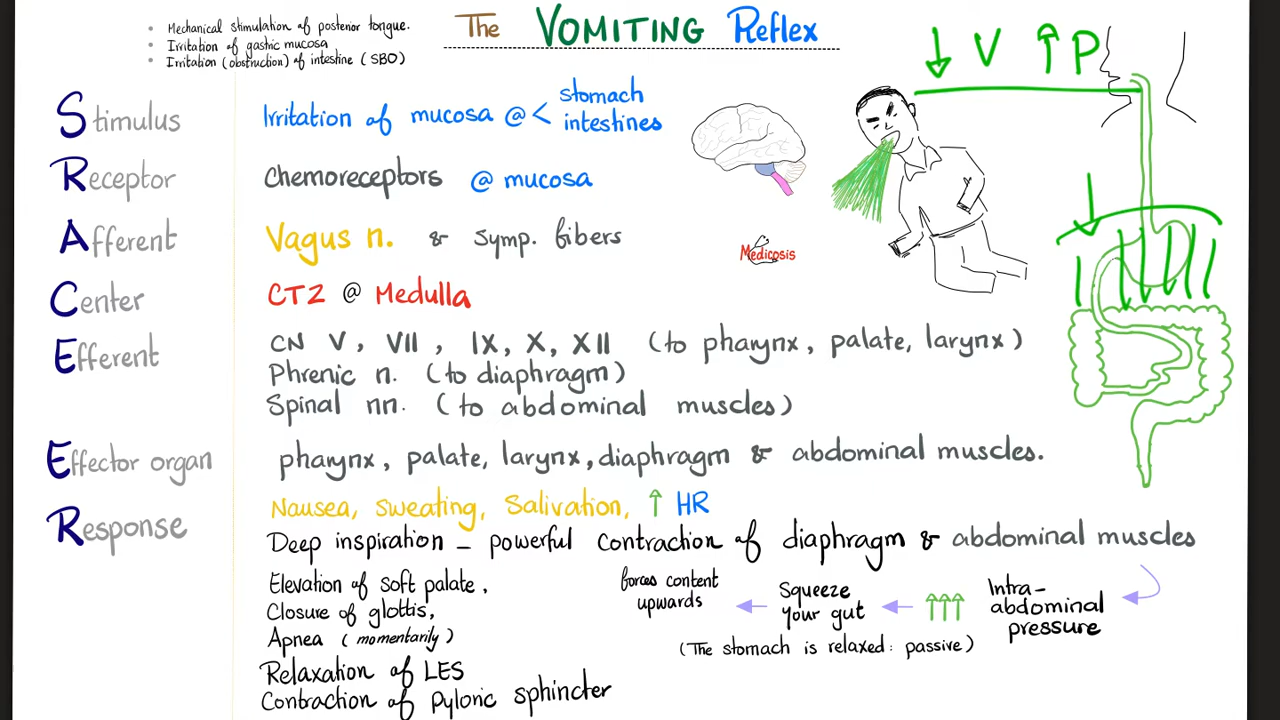 The VOMITING Reflex
• Mechanical stimulation of posterior tongue.
• Irritation of gastric mucosa
• Irritation (obstruction) of intestine (SBO)
↓ V ↑ P
Stimulus
Irritation of mucosa @ < stomach
intestines
Receptor
Chemoreceptors @ mucosa
Afferent
Vagus n. & Symp. fibers
Medicosis
Center
CTZ @ Medulla
Efferent
CN V, VII, IX, X, XII (to pharynx, palate, larynx)
Phrenic n. (to diaphragm)
Spinal nn. (to abdominal muscles)
Effector organ
pharynx, palate, larynx, diaphragm & abdominal muscles.
Response
Nausea, sweating, Salivation, ↑ HR
Deep inspiration – powerful contraction of diaphragm & abdominal muscles
Elevation of soft palate,
Closure of glottis,
Apnea (momentarily)
Relaxation of LES
Contraction of Pyloric sphincter
Intra-
abdominal
pressure
↑↑↑
Squeeze
your gut
forces content
upwards
(The stomach is relaxed: passive)